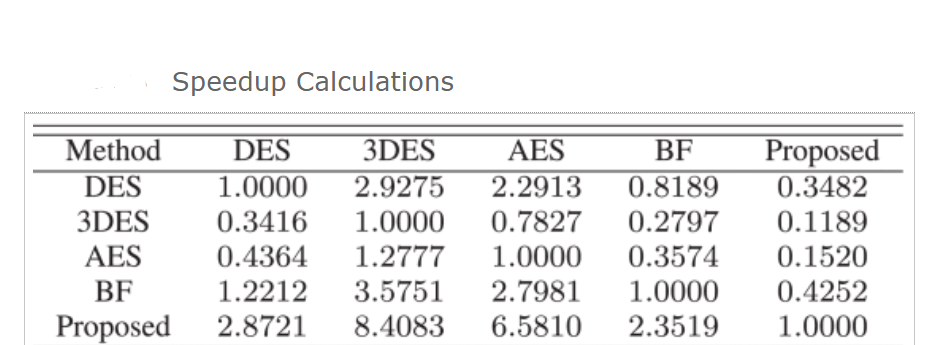 Speedup Calculations
Method DES 3DES AES BF Proposed
DES 1.0000 2.9275 2.2913 0.8189 0.3482
3DES 0.3416 1.0000 0.7827 0.2797 0.1189
AES 0.4364 1.2777 1.0000 0.3574 0.1520
BF 1.2212 3.5751 2.7981 1.0000 0.4252
Proposed 2.8721 8.4083 6.5810 2.3519 1.0000